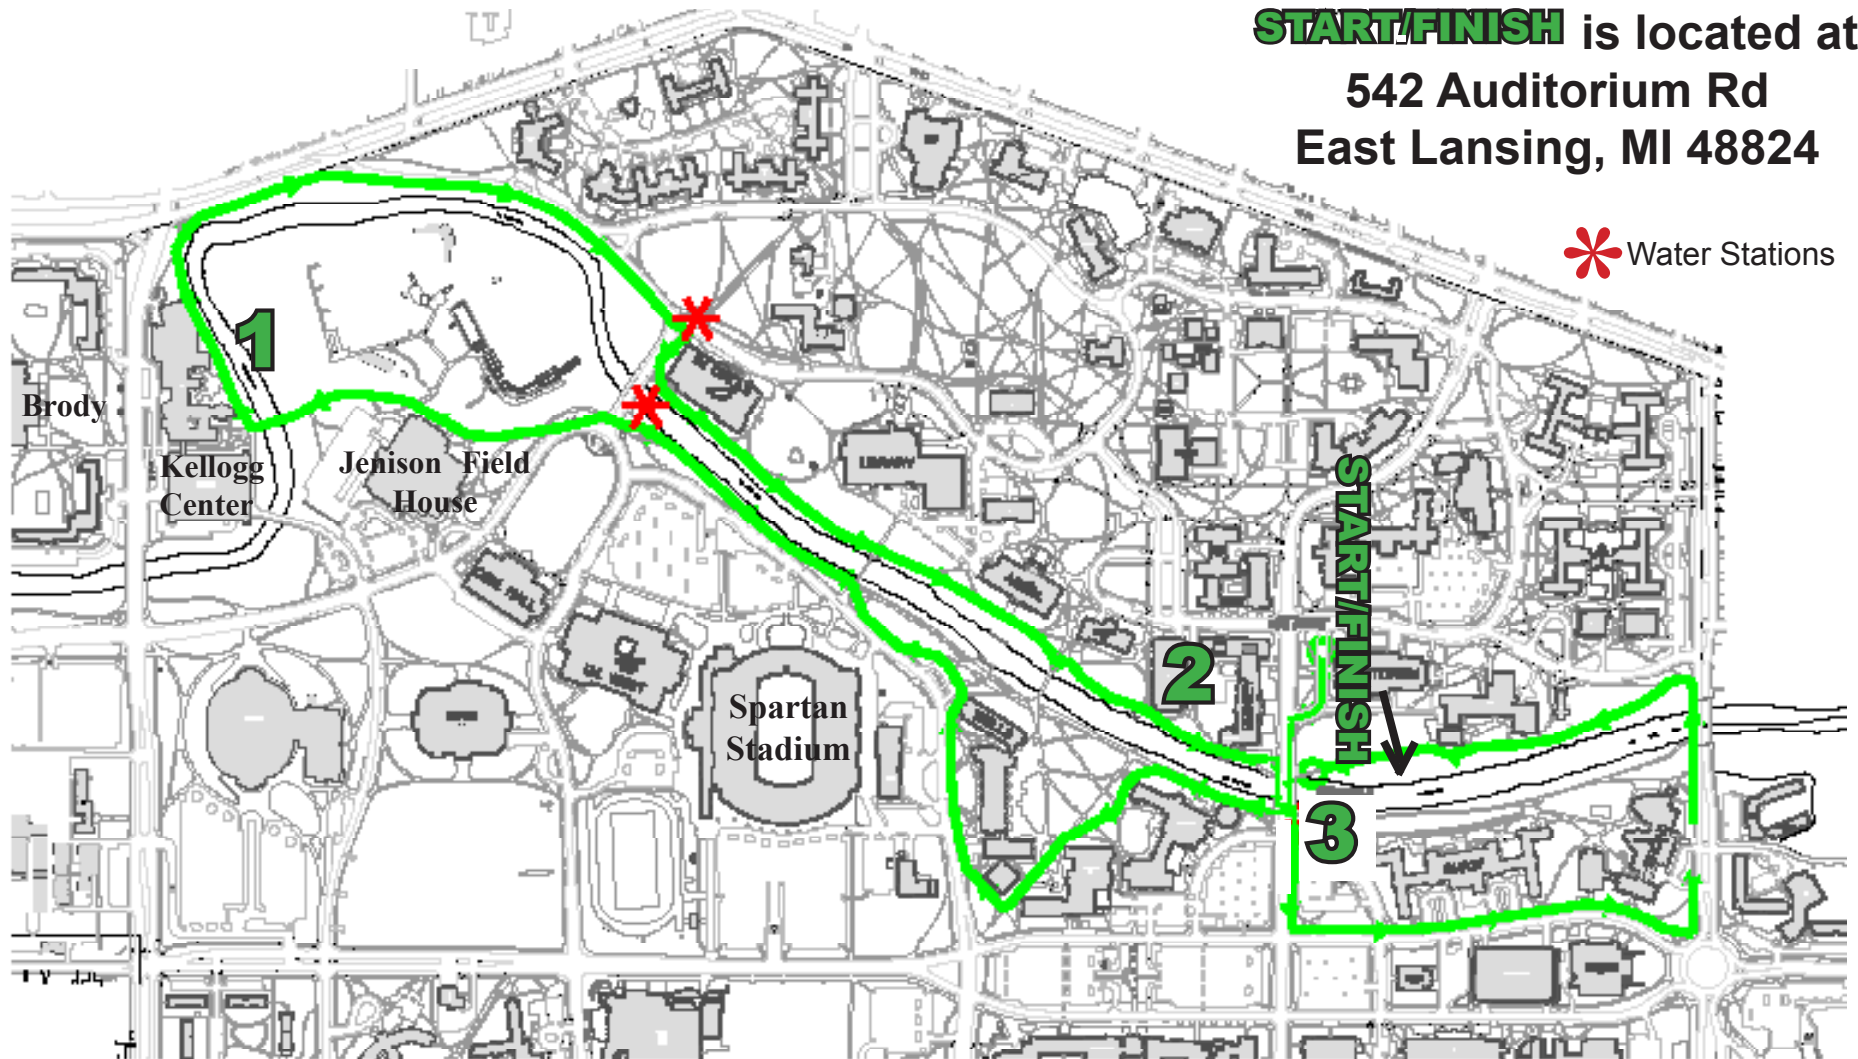 START/FINISH is located at
542 Auditorium Rd
East Lansing, MI 48824
Water Stations
1
Brody
Kellogg
Center
Jenison Field
House
LIBRARY
START/FINISH
2
Spartan
Stadium
3